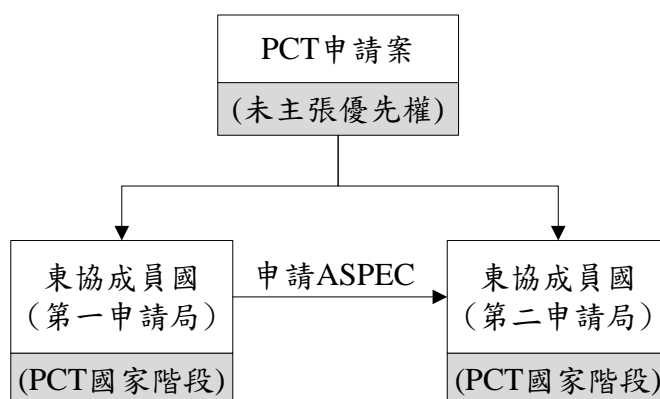 PCT申請案
(未主張優先權)
東協成員國
（第一申請局）
(PCT國家階段)
申請ASPEC
東協成員國
（第二申請局）
(PCT國家階段)